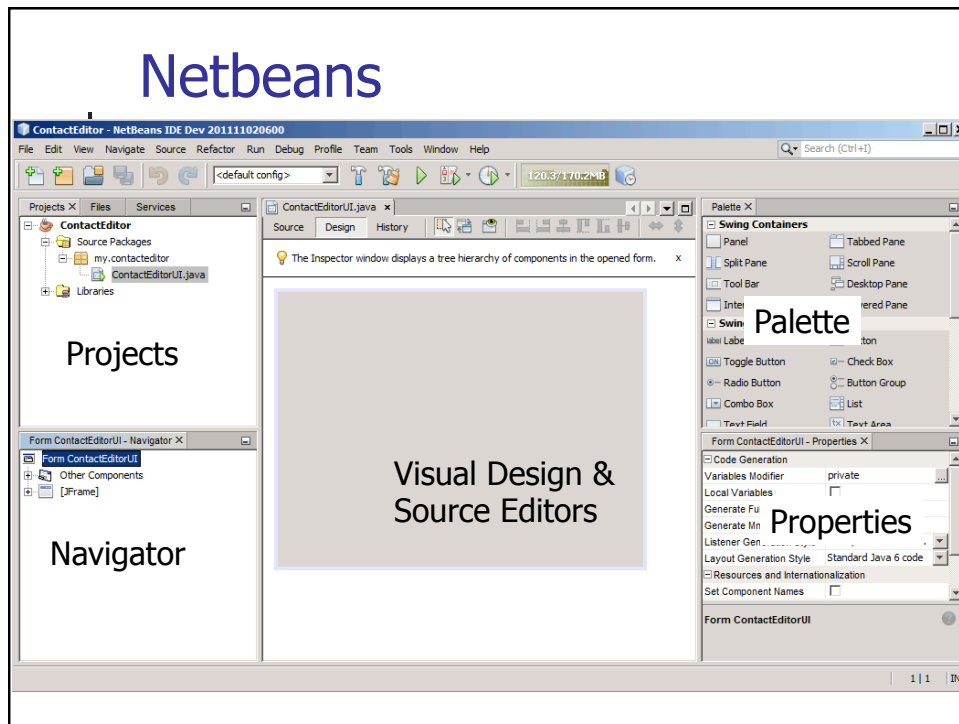 Netbeans
ContactEditor - NetBeans IDE Dev 201111020600
File Edit View Navigate Source Refactor Run Debug Profile Team Tools Window Help
Search (Ctrl+I)
<default config>
120.3/170.2MB
Projects X Files Services
ContactEditor
Source Packages
my.contacteditor
ContactEditorUI.java
Libraries
Projects
Form ContactEditorUI - Navigator X
Form ContactEditorUI
Other Components
[JFrame]
Navigator
ContactEditorUI.java x
Source Design History
The Inspector window displays a tree hierarchy of components in the opened form. x
Visual Design &
Source Editors
Palette X
Swing Containers
Panel Tabbed Pane
Split Pane Scroll Pane
Tool Bar Desktop Pane
Palette
Toggle Button Check Box
Radio Button Button Group
Combo Box List
Text Field Text Area
Form ContactEditorUI - Properties X
Code Generation
Variables Modifier private ...
Local Variables
Generate
Generate
Properties
Layout Generation Style Standard Java 6 code
Resources and Internationalization
Set Component Names
Form ContactEditorUI
1 | 1